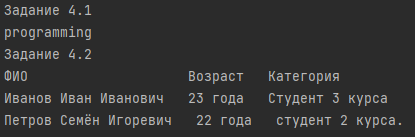 Задание 4.1
programming
Задание 4.2
ФИО Возраст Категория
Иванов Иван Иванович 23 года Студент 3 курса
Петров Семён Игоревич 22 года студент 2 курса.